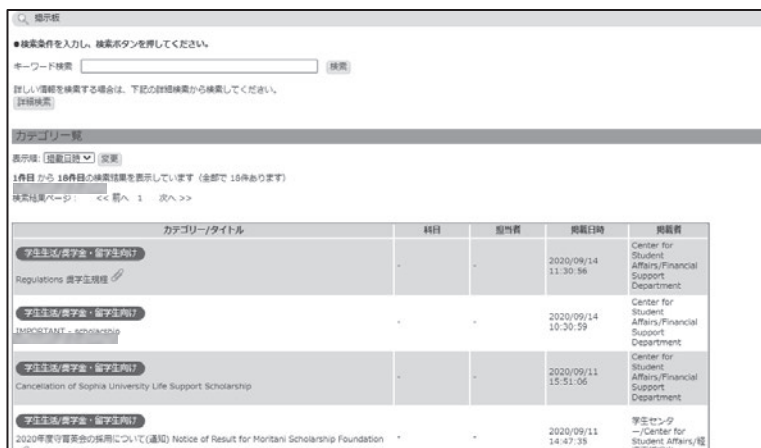 掲示板
●検索条件を入力し、検索ボタンを押してください。
キーワード検索 検索
詳しい情報を検索する場合は、下記の詳細検索から検索してください。
詳細検索
カテゴリ一覧
表示順: 掲載日時 変更
1件目 から 18件目の検索結果を表示しています（全部で 18件あります）
検索結果ページ： << 前へ 1 次へ >>
カテゴリー/タイトル 科目 担当者 掲載日時 掲載者
学生生活/奨学金・留学生向け
Regulations 奨学生規程
- -
2020/09/14
11:30:56
Center for
Student
Affairs/Financial
Support
Department
学生生活/奨学金・留学生向け
IMPORTANT - scholarship
- -
2020/09/14
10:30:59
Center for
Student
Affairs/Financial
Support
Department
学生生活/奨学金・留学生向け
Cancellation of Sophia University Life Support Scholarship
- -
2020/09/11
15:51:06
Center for
Student
Affairs/Financial
Support
Department
学生生活/奨学金・留学生向け
2020年度守谷育英会の採用について(通知) Notice of Result for Moritani Scholarship Foundation
- -
2020/09/11
14:47:35
学生センタ
ー/Center for
Student Affairs/経